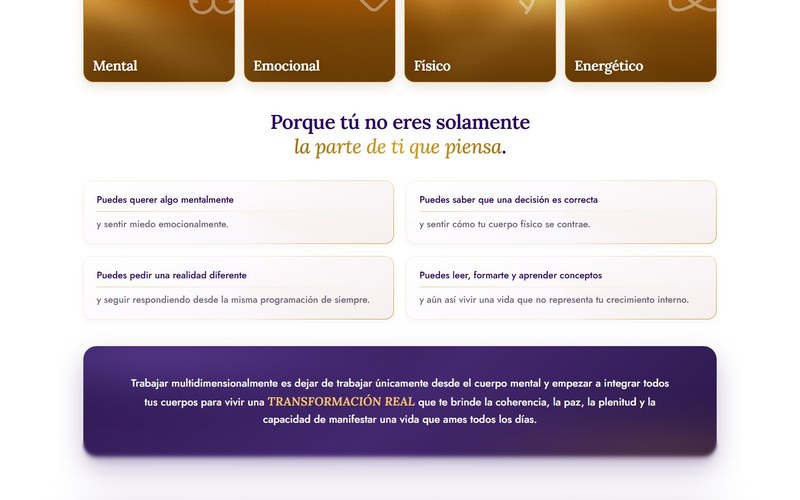 Mental
Emocional
Físico
Energético
Porque tú no eres solamente
la parte de ti que piensa.
Puedes querer algo mentalmente
y sentir miedo emocionalmente.
Puedes saber que una decisión es correcta
y sentir cómo tu cuerpo físico se contrae.
Puedes pedir una realidad diferente
y seguir respondiendo desde la misma programación de siempre.
Puedes leer, formarte y aprender conceptos
y aún así vivir una vida que no representa tu crecimiento interno.
Trabajar multidimensionalmente es dejar de trabajar únicamente desde el cuerpo mental y empezar a integrar todos
tus cuerpos para vivir una TRANSFORMACIÓN REAL que te brinde la coherencia, la paz, la plenitud y la
capacidad de manifestar una vida que ames todos los días.